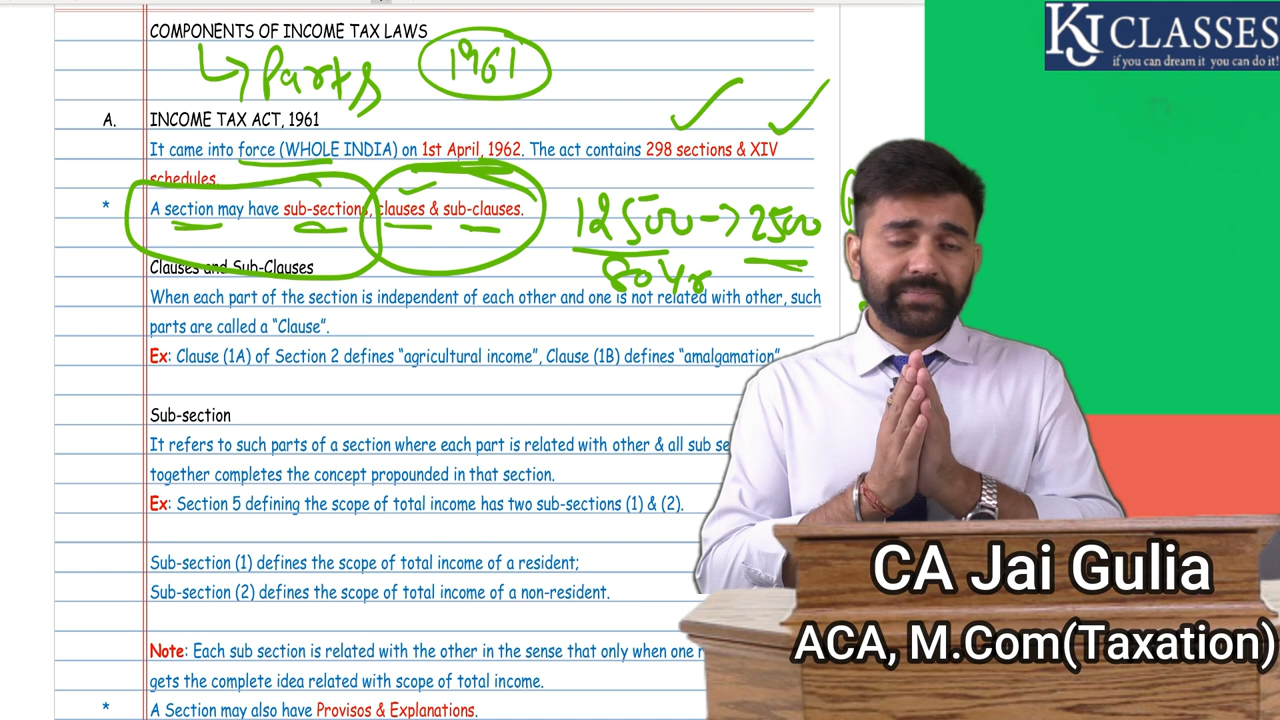 COMPONENTS OF INCOME TAX LAWS
Parts
1961
A. INCOME TAX ACT, 1961
It came into force (WHOLE INDIA) on 1st April, 1962. The act contains 298 sections & XIV
schedules.
* A section may have sub-sections, clauses & sub-clauses.
12500 → 2500
80 Yr
Clauses and Sub-Clauses
When each part of the section is independent of each other and one is not related with other, such
parts are called a “Clause”.
Ex: Clause (1A) of Section 2 defines “agricultural income”, Clause (1B) defines “amalgamation”
Sub-section
It refers to such parts of a section where each part is related with other & all sub se
together completes the concept propounded in that section.
Ex: Section 5 defining the scope of total income has two sub-sections (1) & (2).
Sub-section (1) defines the scope of total income of a resident;
Sub-section (2) defines the scope of total income of a non-resident.
Note: Each sub section is related with the other in the sense that only when one
gets the complete idea related with scope of total income.
* A Section may also have Provisos & Explanations.
KJ CLASSES
if you can dream it you can do it!
CA Jai Gulia
ACA, M.Com(Taxation)